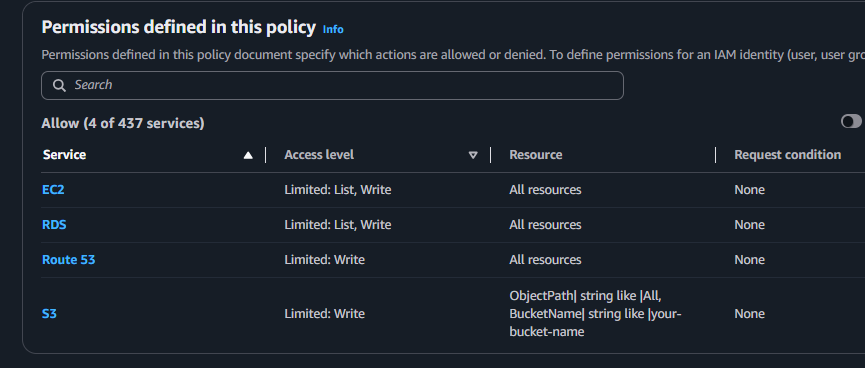 Permissions defined in this policy Info
Permissions defined in this policy document specify which actions are allowed or denied. To define permissions for an IAM identity (user, user gro
Search
Allow (4 of 437 services)
Service Access level Resource Request condition
EC2 Limited: List, Write All resources None
RDS Limited: List, Write All resources None
Route 53 Limited: Write All resources None
S3 Limited: Write ObjectPath| string like |All, None
BucketName| string like |your-
bucket-name